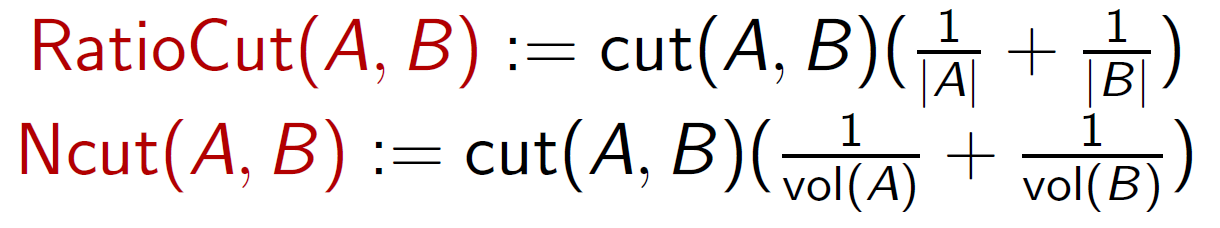 RatioCut(A, B) := cut(A, B)(1/|A| + 1/|B|)
Ncut(A, B) := cut(A, B)(1/vol(A) + 1/vol(B))